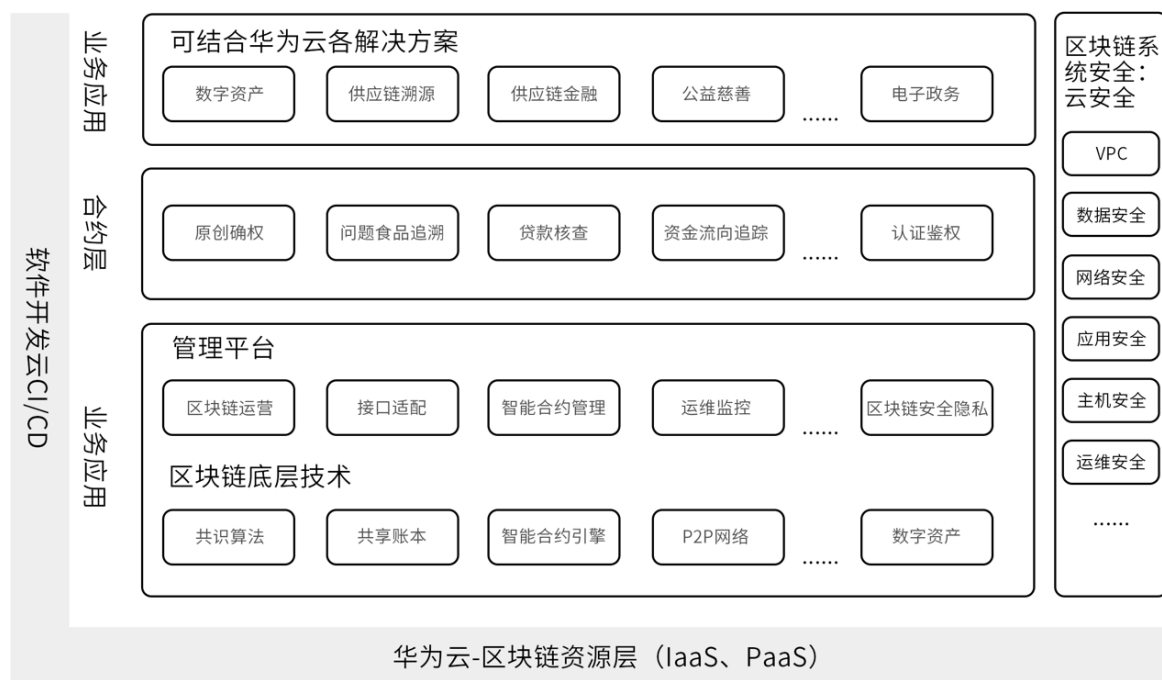 软件开发云CI/CD
业务应用
可结合华为云各解决方案
数字资产
供应链溯源
供应链金融
公益慈善
......
电子政务
合约层
原创确权
问题食品追溯
贷款核查
资金流向追踪
......
认证鉴权
业务应用
管理平台
区块链运营
接口适配
智能合约管理
运维监控
......
区块链安全隐私
区块链底层技术
共识算法
共享账本
智能合约引擎
P2P网络
......
数字资产
区块链系
统安全：
云安全
VPC
数据安全
网络安全
应用安全
主机安全
运维安全
......
华为云-区块链资源层（IaaS、PaaS）